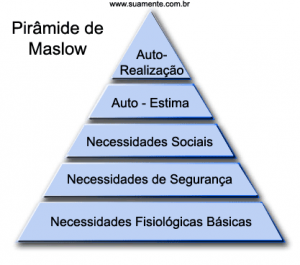 www.suamente.com.br
Pirâmide de
Maslow
Auto-
Realização
Auto - Estima
Necessidades Sociais
Necessidades de Segurança
Necessidades Fisiológicas Básicas